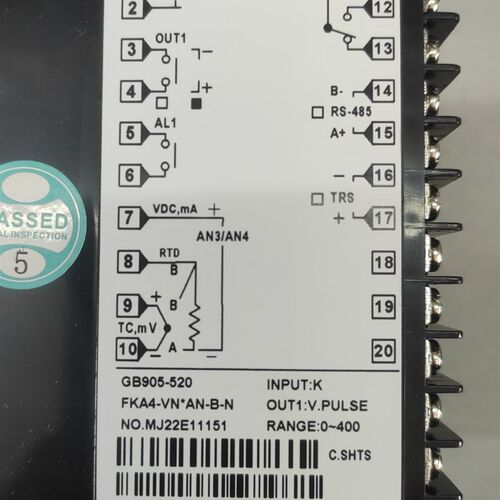 2
12
OUT1
3
13
4
B-
14
RS-485
AL1
5
A+
15
6
16
TRS
7
VDC,mA
17
AN3/AN4
8
RTD
B
18
9
B
19
TC,mV
10
A
20
ASSED
AL INSPECTION
5
GB905-520
INPUT:K
FKA4-VN*AN-B-N
OUT1:V.PULSE
NO.MJ22E11151
RANGE:0~400
C.SHTS